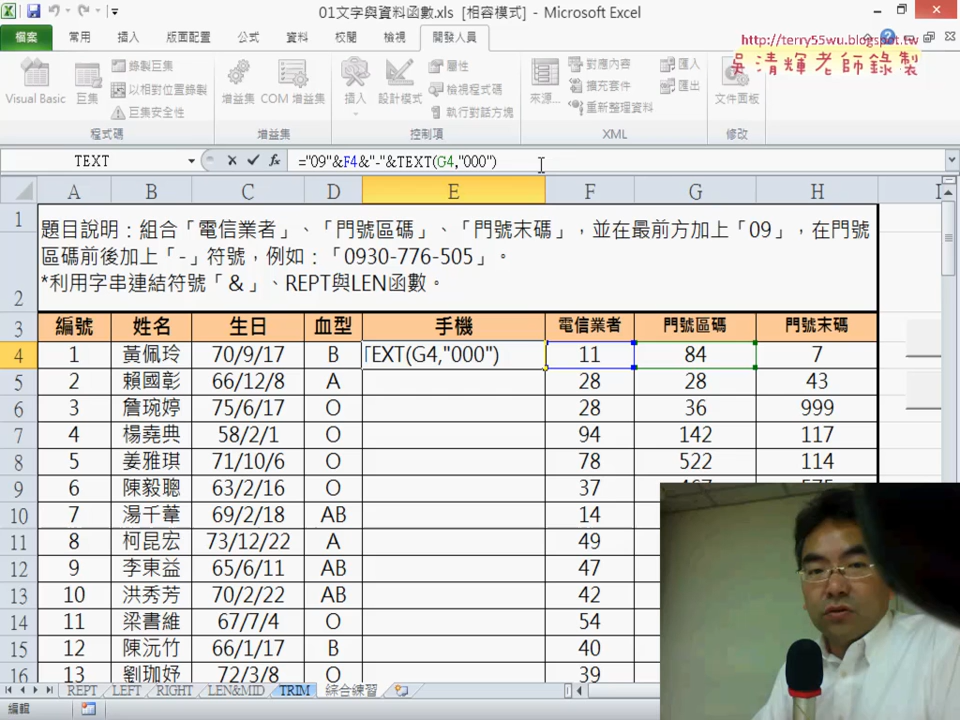 01文字與資料函數.xls [相容模式] - Microsoft Excel
檔案 常用 插入 版面配置 公式 資料 校閱 檢視 開發人員
http://terry55wu.blogspot.tw
吳清輝老師錄製
Visual Basic 巨集 錄製巨集 以相對位置錄製 巨集安全性 增益集 COM 增益集 插入 設計模式 屬性 檢視程式碼 執行對話方塊 來源... 對應內容 擴充套件 重新整理資料 匯入 匯出 文件面板
程式碼 增益集 控制項 XML 修改
TEXT ="09"&F4&"-"&TEXT(G4,"000")
A B C D E F G H I
1 題目說明：組合「電信業者」、「門號區碼」、「門號末碼」，並在最前方加上「09」，在門號
區碼前後加上「-」符號，例如：「0930-776-505」。
2 *利用字串連結符號「&」、REPT與LEN函數。
3 編號 姓名 生日 血型 手機 電信業者 門號區碼 門號末碼
4 1 黃佩玲 70/9/17 B TEXT(G4,"000") 11 84 7
5 2 賴國彰 66/12/8 A 28 28 43
6 3 詹琬婷 75/6/17 O 28 36 999
7 4 楊堯典 58/2/1 O 94 142 117
8 5 姜雅琪 71/10/6 O 78 522 114
9 6 陳毅聰 63/2/16 O 37
10 7 湯千葦 69/2/18 AB 14
11 8 柯昆宏 73/12/22 A 49
12 9 李東益 65/6/11 AB 47
13 10 洪秀芳 70/2/22 AB 42
14 11 梁書維 67/7/4 O 54
15 12 陳沅竹 66/1/17 B 40
16 13 劉珈妤 72/3/8 O 39
REPT LEFT RIGHT LEN&MID TRIM 綜合練習
編輯